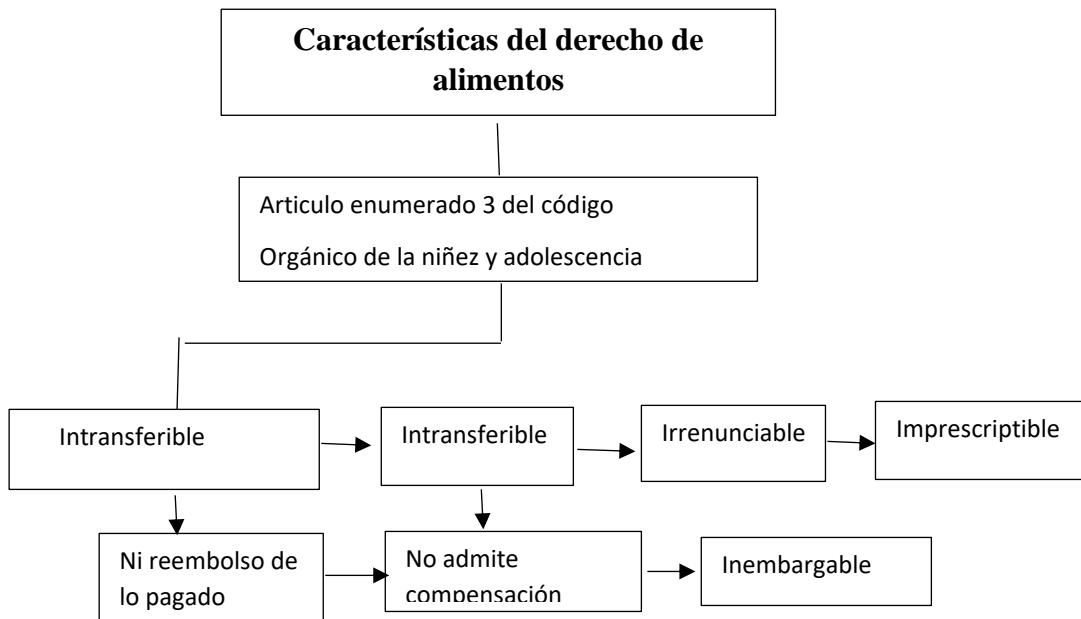 Características del derecho de
alimentos
Articulo enumerado 3 del código
Orgánico de la niñez y adolescencia
Intransferible
Intransferible
Irrenunciable
Imprescriptible
Ni reembolso de
lo pagado
No admite
compensación
Inembargable